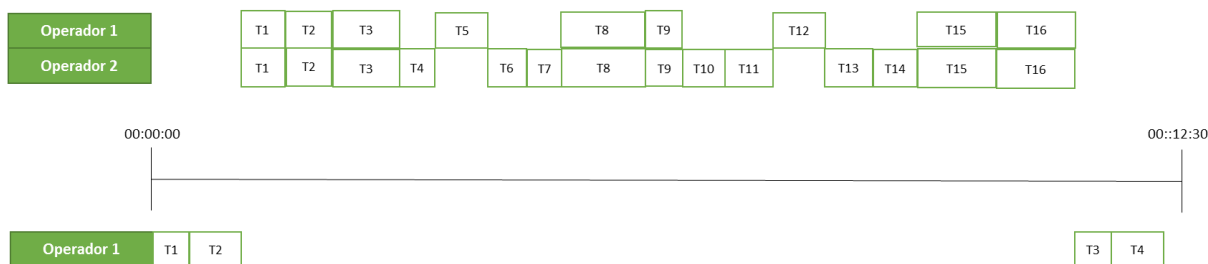 Operador 1 T1 T2 T3 T5 T8 T9 T12 T15 T16
Operador 2 T1 T2 T3 T4 T6 T7 T8 T9 T10 T11 T13 T14 T15 T16
00:00:00 00::12:30
Operador 1 T1 T2 T3 T4